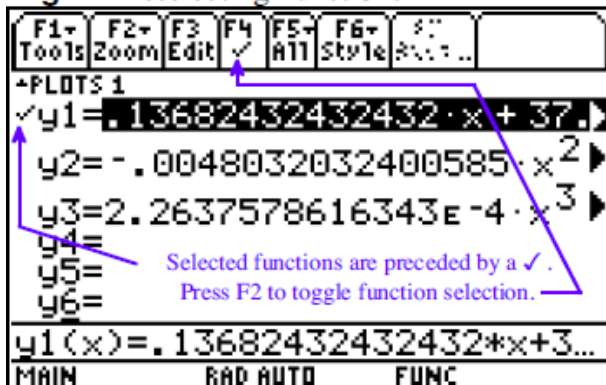 F1▾ F2▾ F3 F4 F5▾ F6▾
Tools Zoom Edit ✓ All Style
▴PLOTS 1
✓y1=.13682432432432·x + 37.▶
y2=⁻.0048032032400585·x² ▶
y3=2.2637578616343ᴇ⁻4·x³ ▶
y4=
y5=
y6=
Selected functions are preceded by a ✓ .
Press F2 to toggle function selection.
y1(x)=.13682432432432*x+3...
MAIN RAD AUTO FUNC